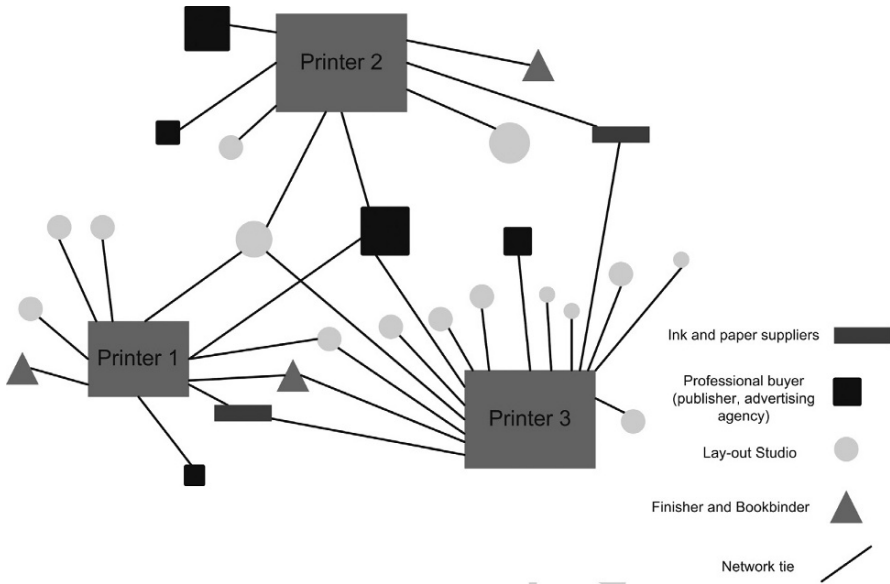 Printer 2
Printer 1
Printer 3
Ink and paper suppliers
Professional buyer
(publisher, advertising
agency)
Lay-out Studio
Finisher and Bookbinder
Network tie